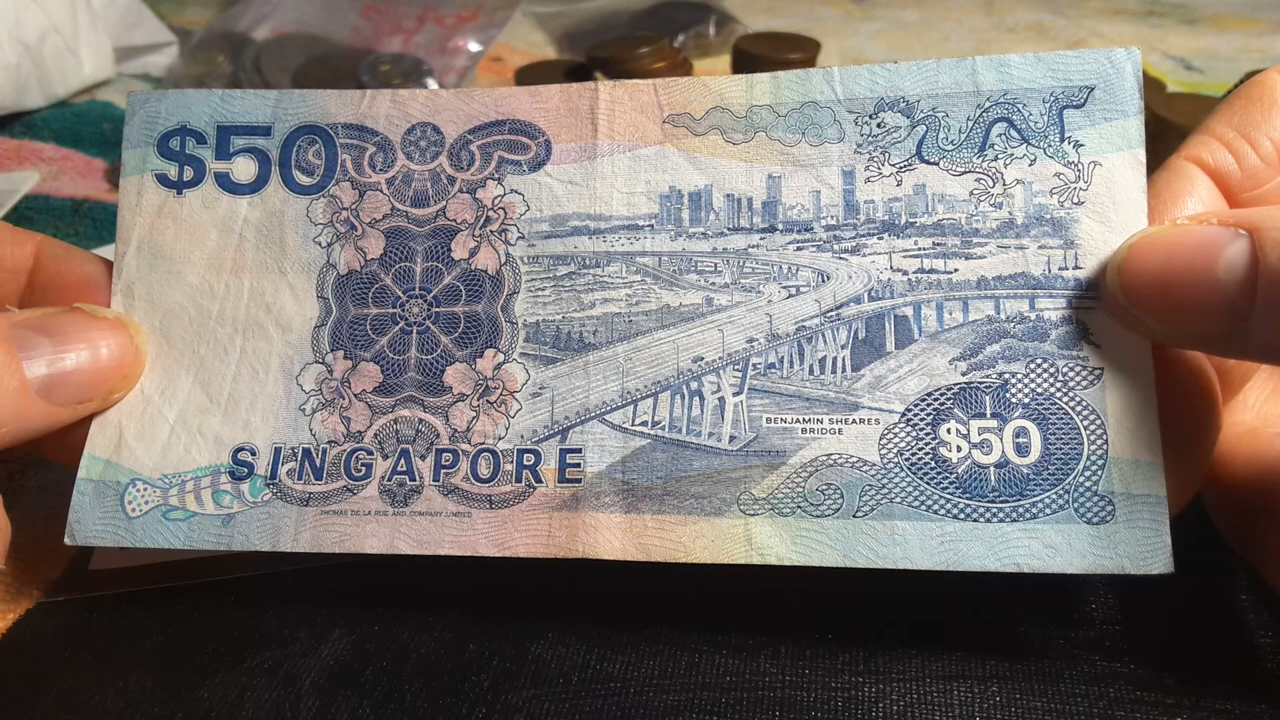 $50
BENJAMIN SHEARES
BRIDGE
$50
SINGAPORE
THOMAS DE LA RUE AND COMPANY LIMITED